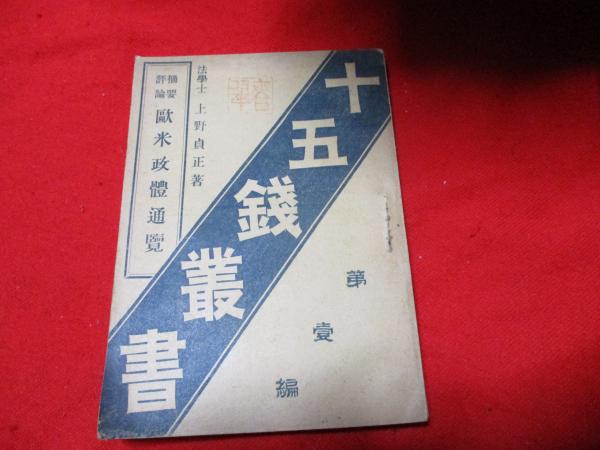 十五錢叢書
第壹編
法學士 上野貞正著
摘要評論 歐米政體通覽